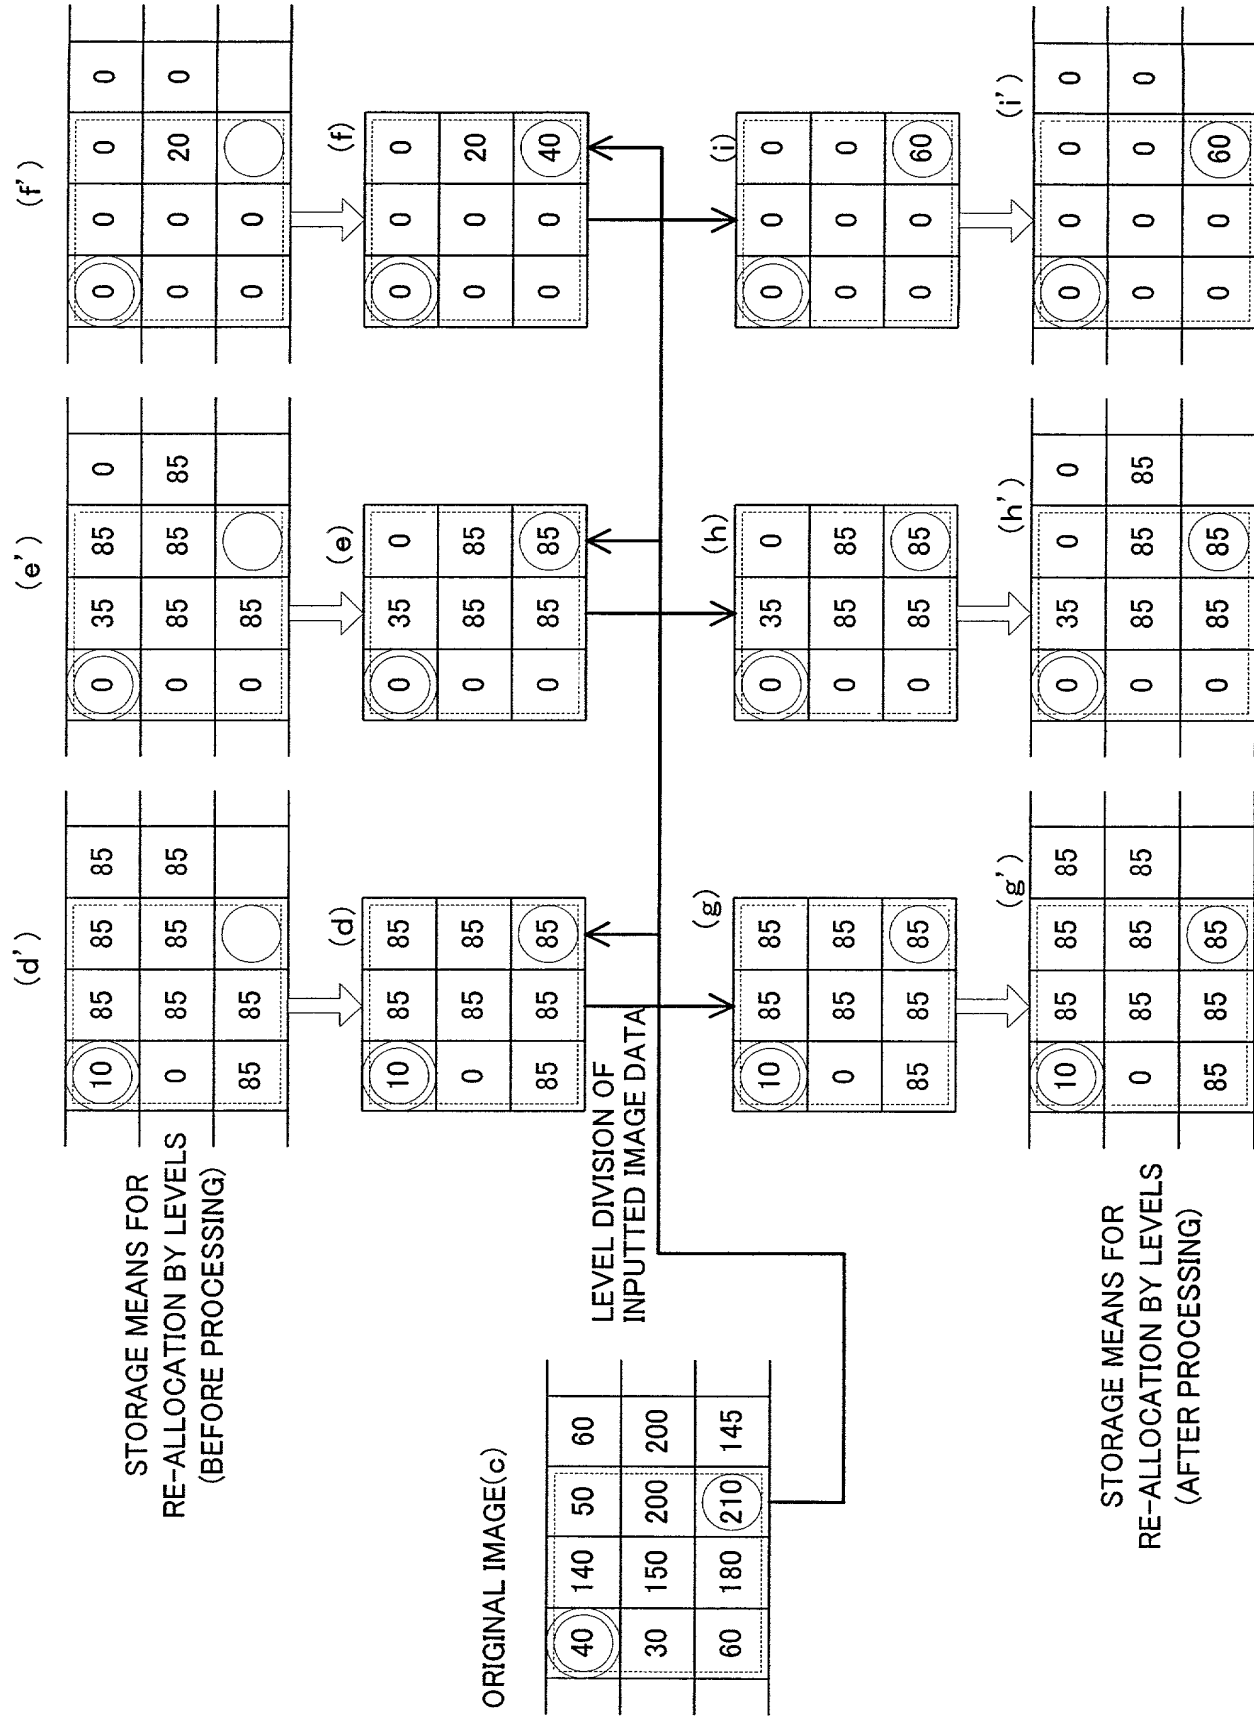 STORAGE MEANS FOR
RE-ALLOCATION BY LEVELS
(BEFORE PROCESSING)
(d')
10 85 85 85
0 85 85 85
85 85
(e')
0 35 85 0
0 85 85 85
0 85
(f')
0 0 0 0
0 0 20 0
0 0
(d)
10 85 85
0 85 85
85 85 85
(e)
0 35 0
0 85 85
0 85 85
(f)
0 0 0
0 0 20
0 0 40
ORIGINAL IMAGE(c)
40 140 50 60
30 150 200 200
60 180 210 145
LEVEL DIVISION OF
INPUTTED IMAGE DATA
(g)
10 85 85
0 85 85
85 85 85
(h)
0 35 0
0 85 85
0 85 85
(i)
0 0 0
0 0 0
0 0 60
STORAGE MEANS FOR
RE-ALLOCATION BY LEVELS
(AFTER PROCESSING)
(g')
10 85 85 85
0 85 85 85
85 85 85
(h')
0 35 0 0
0 85 85 85
0 85 85
(i')
0 0 0 0
0 0 0 0
0 0 60